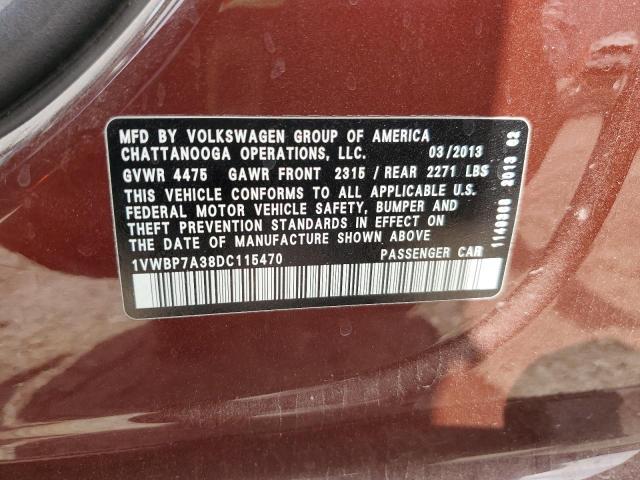 MFD BY VOLKSWAGEN GROUP OF AMERICA
CHATTANOOGA OPERATIONS, LLC. 03/2013
GVWR 4475 GAWR FRONT 2315 / REAR 2271 LBS
THIS VEHICLE CONFORMS TO ALL APPLICABLE U.S.
FEDERAL MOTOR VEHICLE SAFETY, BUMPER AND
THEFT PREVENTION STANDARDS IN EFFECT ON
THE DATE OF MANUFACTURE SHOWN ABOVE.
1VWBP7A38DC115470 PASSENGER CAR
2013 02